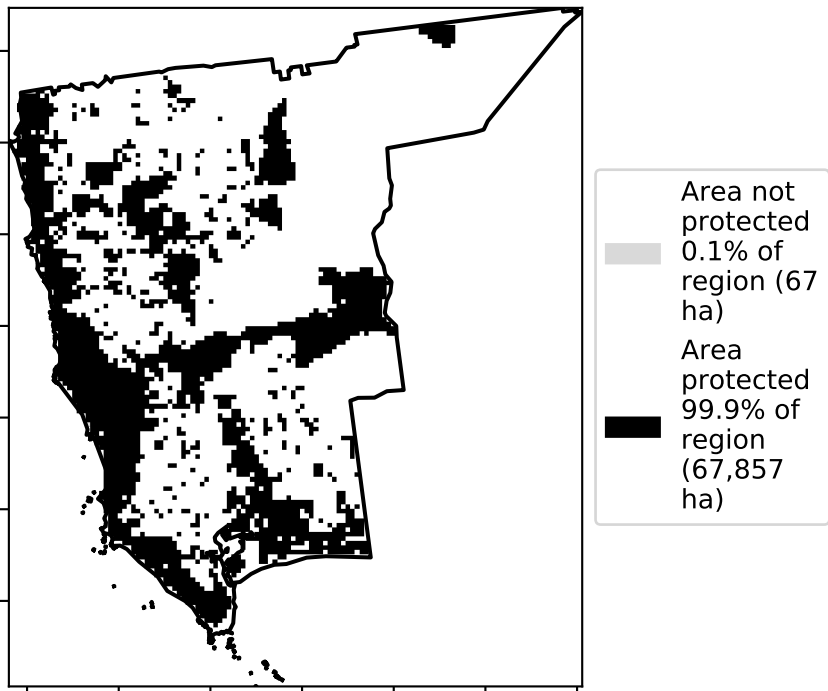 Area not
protected
0.1% of
region (67
ha)
Area
protected
99.9% of
region
(67,857
ha)